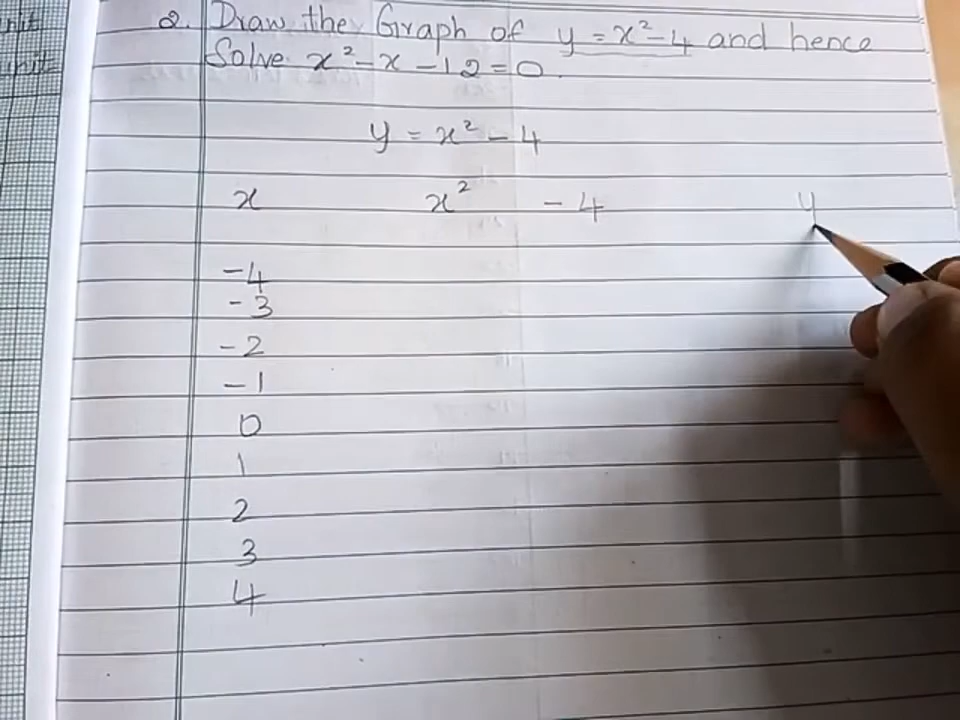 2. Draw the Graph of y = x² - 4 and hence
Solve x² - x - 12 = 0.
y = x² - 4
x x² - 4 y
-4
-3
-2
-1
0
1
2
3
4